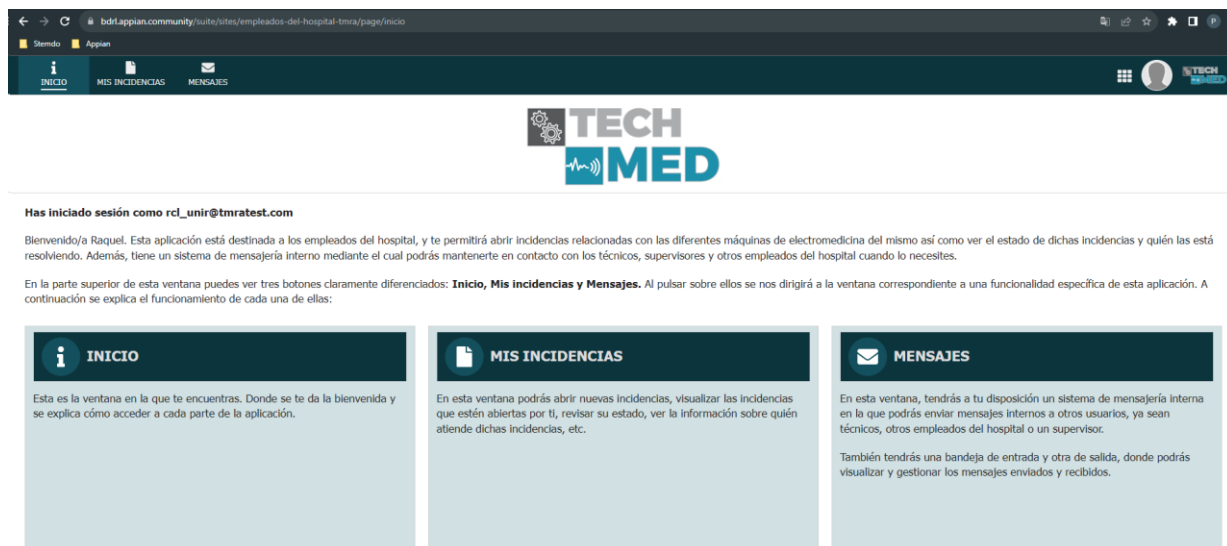 bdrl.appian.community/suite/sites/empleados-del-hospital-tmra/page/inicio
Stemdo Appian
INICIO MIS INCIDENCIAS MENSAJES
TECH
MED
P
TECH
MED
Has iniciado sesión como rcl_unir@tmratest.com
Bienvenido/a Raquel. Esta aplicación está destinada a los empleados del hospital, y te permitirá abrir incidencias relacionadas con las diferentes máquinas de electromedicina del mismo así como ver el estado de dichas incidencias y quién las está
resolviendo. Además, tiene un sistema de mensajería interno mediante el cual podrás mantenerte en contacto con los técnicos, supervisores y otros empleados del hospital cuando lo necesites.
En la parte superior de esta ventana puedes ver tres botones claramente diferenciados: Inicio, Mis incidencias y Mensajes. Al pulsar sobre ellos se nos dirigirá a la ventana correspondiente a una funcionalidad específica de esta aplicación. A
continuación se explica el funcionamiento de cada una de ellas:
INICIO
Esta es la ventana en la que te encuentras. Donde se te da la bienvenida y
se explica cómo acceder a cada parte de la aplicación.
MIS INCIDENCIAS
En esta ventana podrás abrir nuevas incidencias, visualizar las incidencias
que estén abiertas por ti, revisar su estado, ver la información sobre quién
atiende dichas incidencias, etc.
MENSAJES
En esta ventana, tendrás a tu disposición un sistema de mensajería interna
en la que podrás enviar mensajes internos a otros usuarios, ya sean
técnicos, otros empleados del hospital o un supervisor.
También tendrás una bandeja de entrada y otra de salida, donde podrás
visualizar y gestionar los mensajes enviados y recibidos.